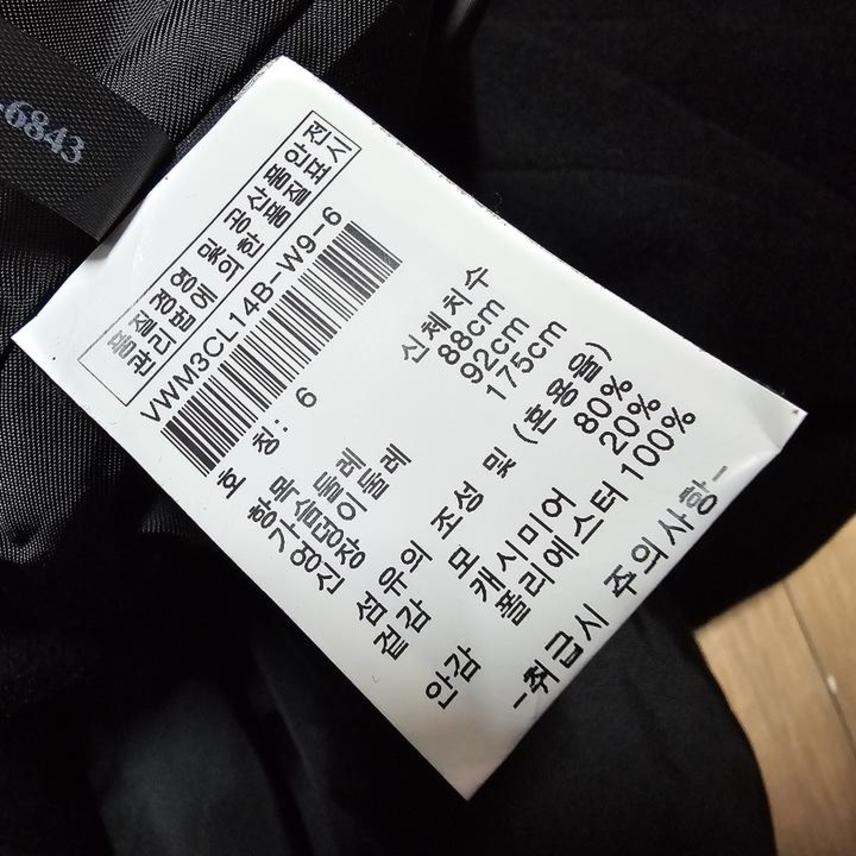 -6843
품질경영 및 공산품안전
관리법에 의한 품질표시
VWM3CL14B-W9-6
호 칭: 6
항목 신체치수
가슴둘레 88cm
엉덩이둘레 92cm
신장 175cm
섬유의 조성 및 (혼용율)
겉감 모 80%
캐시미어 20%
안감 폴리에스터 100%
-취급시 주의사항-